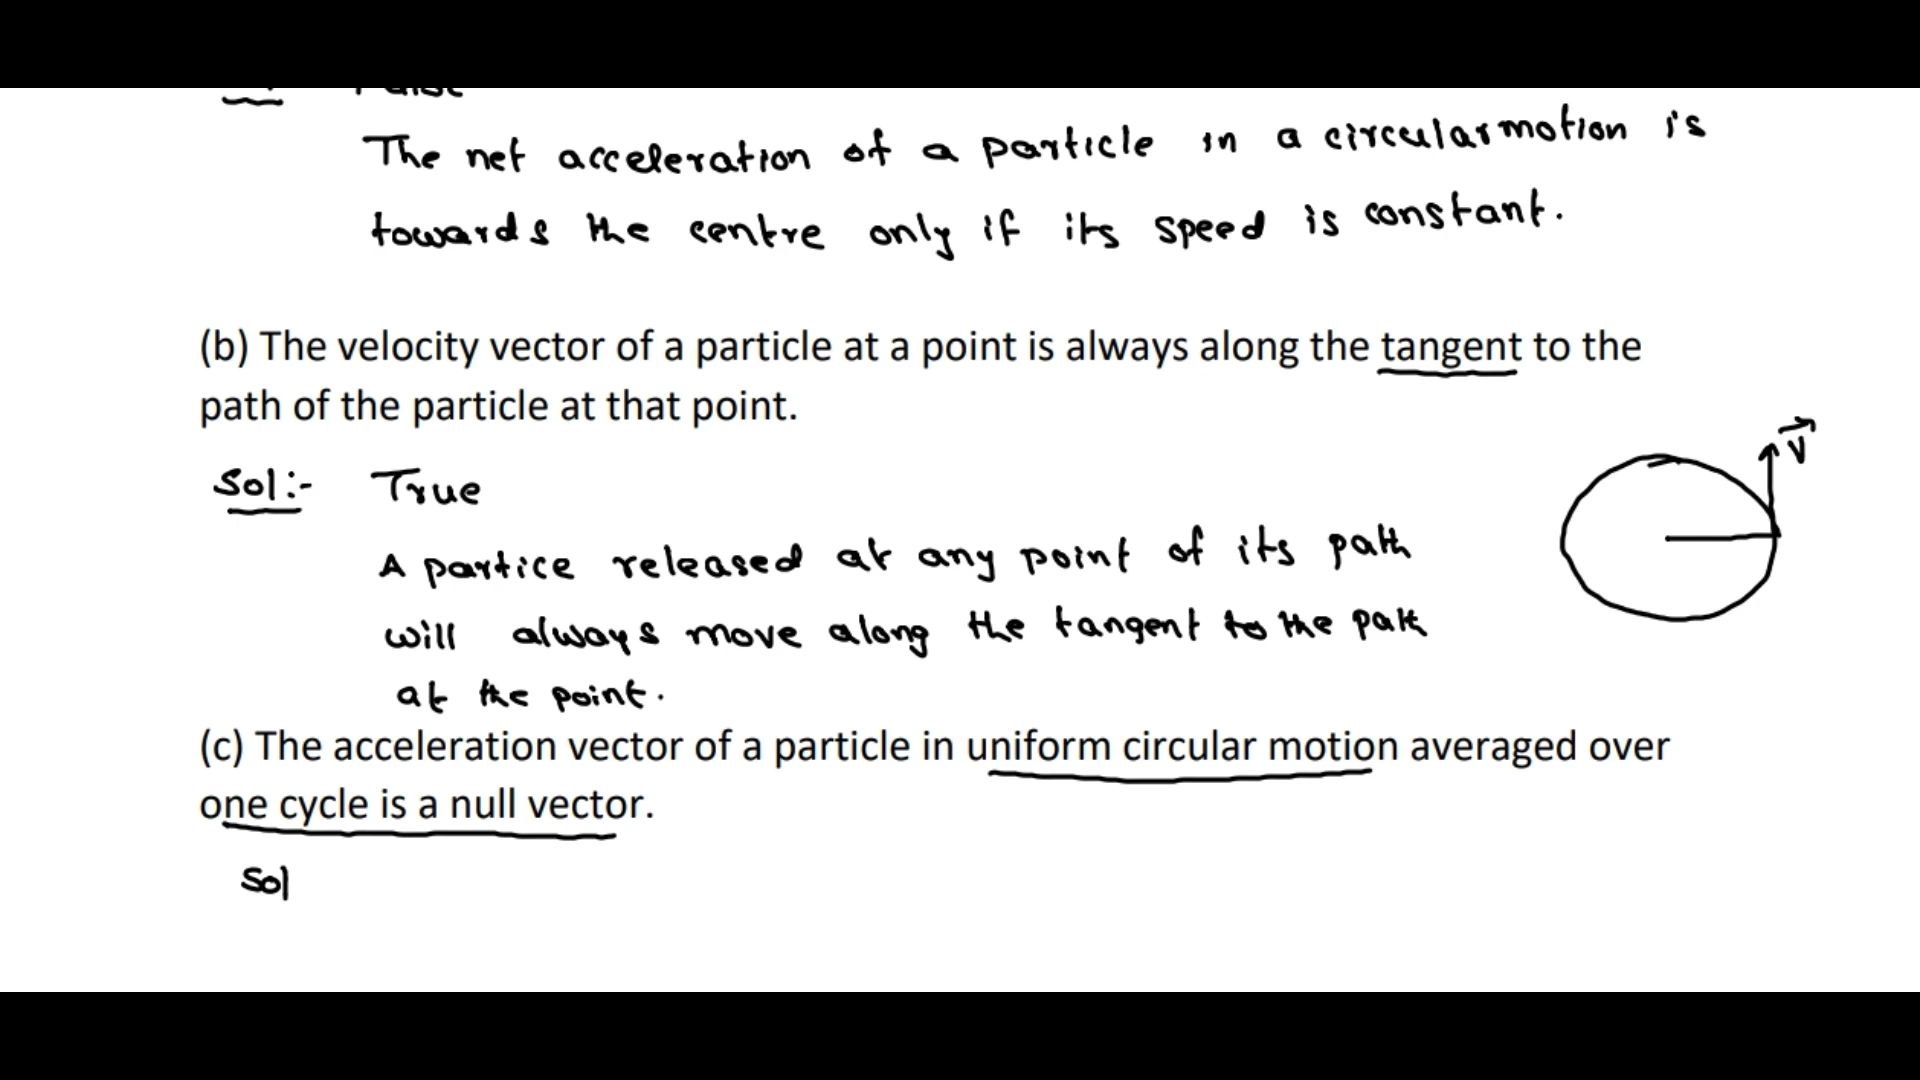 The net acceleration of a particle in a circular motion is
towards the centre only if its speed is constant.
(b) The velocity vector of a particle at a point is always along the tangent to the
path of the particle at that point.
V
Sol:- True
A partice released at any point of its path
will always move along the tangent to the path
at the point.
(c) The acceleration vector of a particle in uniform circular motion averaged over
one cycle is a null vector.
Sol